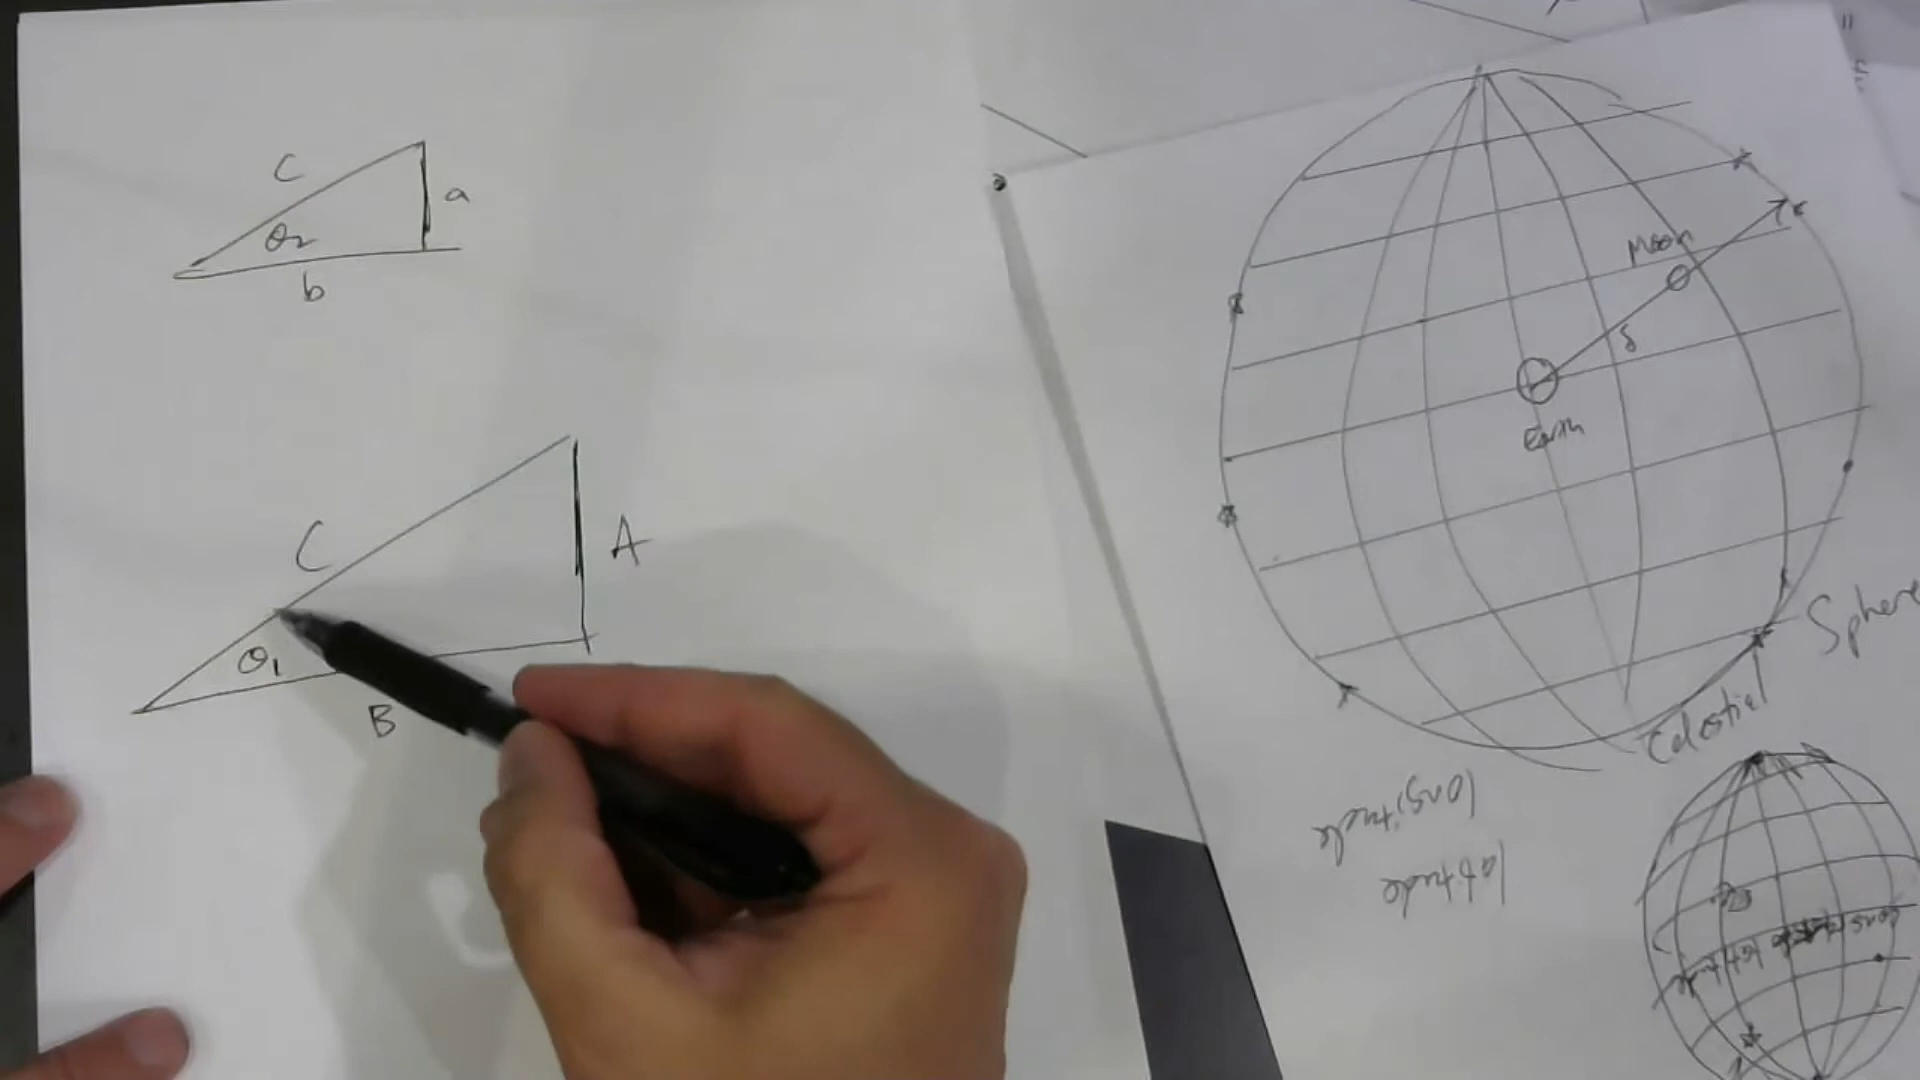 c
a
θ2
b
C
A
θ1
B
Moon
δ
Earth
Sphere
Celestial
longitude
latitude